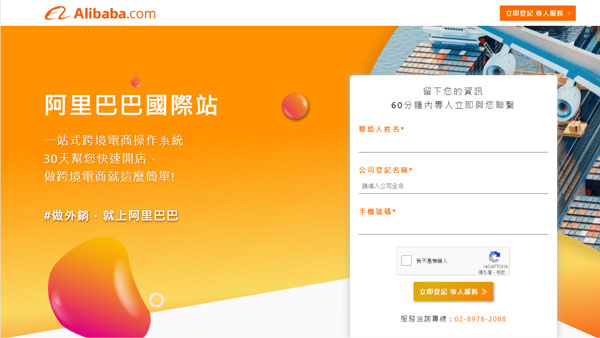 Alibaba.com
立即登記 專人服務 >
阿里巴巴國際站
一站式跨境電商操作系統
30天幫您快速開店，
做跨境電商就這麼簡單!
#做外銷，就上阿里巴巴
留下您的資訊
60分鐘內專人立即與您聯繫
聯絡人姓名*
公司登記名稱*
請填入公司全名
手機號碼*
我不是機器人
reCAPTCHA
隱私權 - 條款
立即登記 專人服務 »
服務洽詢專線：02-8978-2088